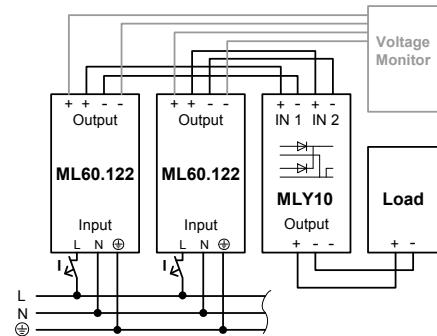 Voltage
Monitor
+ + - -
Output
ML60.122
Input
L N ⏚
I
+ + - -
Output
ML60.122
Input
L N ⏚
I
+ - + -
IN 1 IN 2
MLY10
Output
+ - -
Load
+ -
L
N
⏚